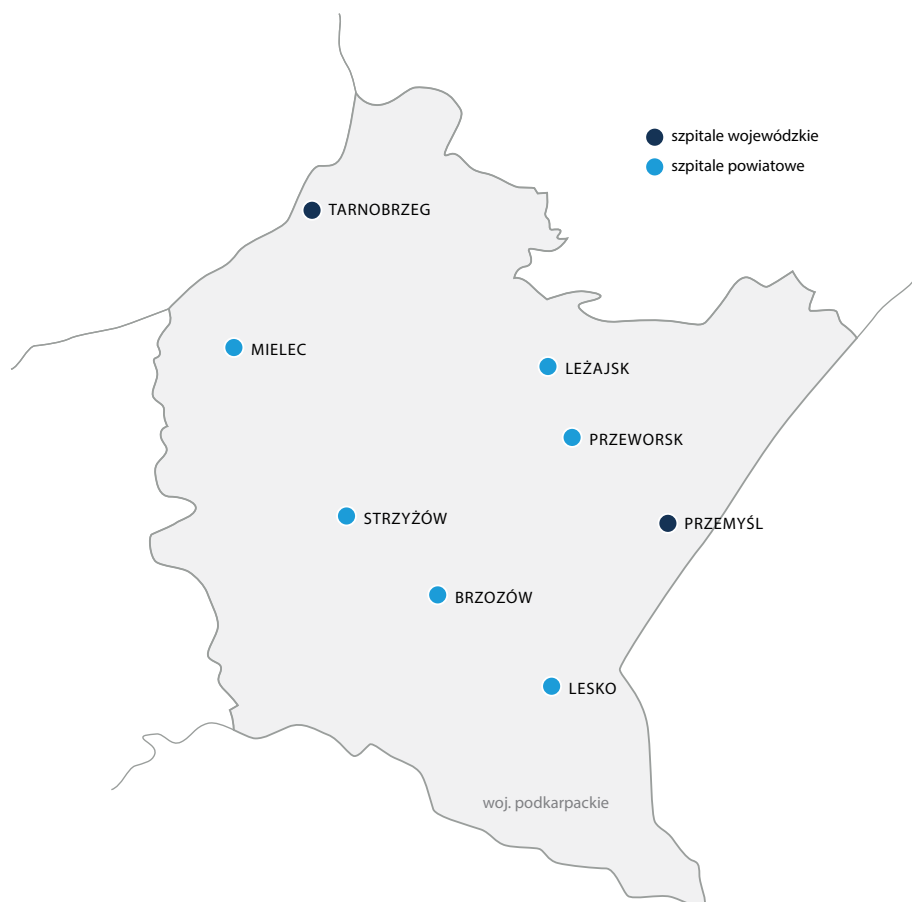 szpitale wojewódzkie
szpitale powiatowe
TARNOBRZEG
MIELEC
LEŻAJSK
PRZEWORSK
STRZYŻÓW
PRZEMYŚL
BRZOZÓW
LESKO
woj. podkarpackie